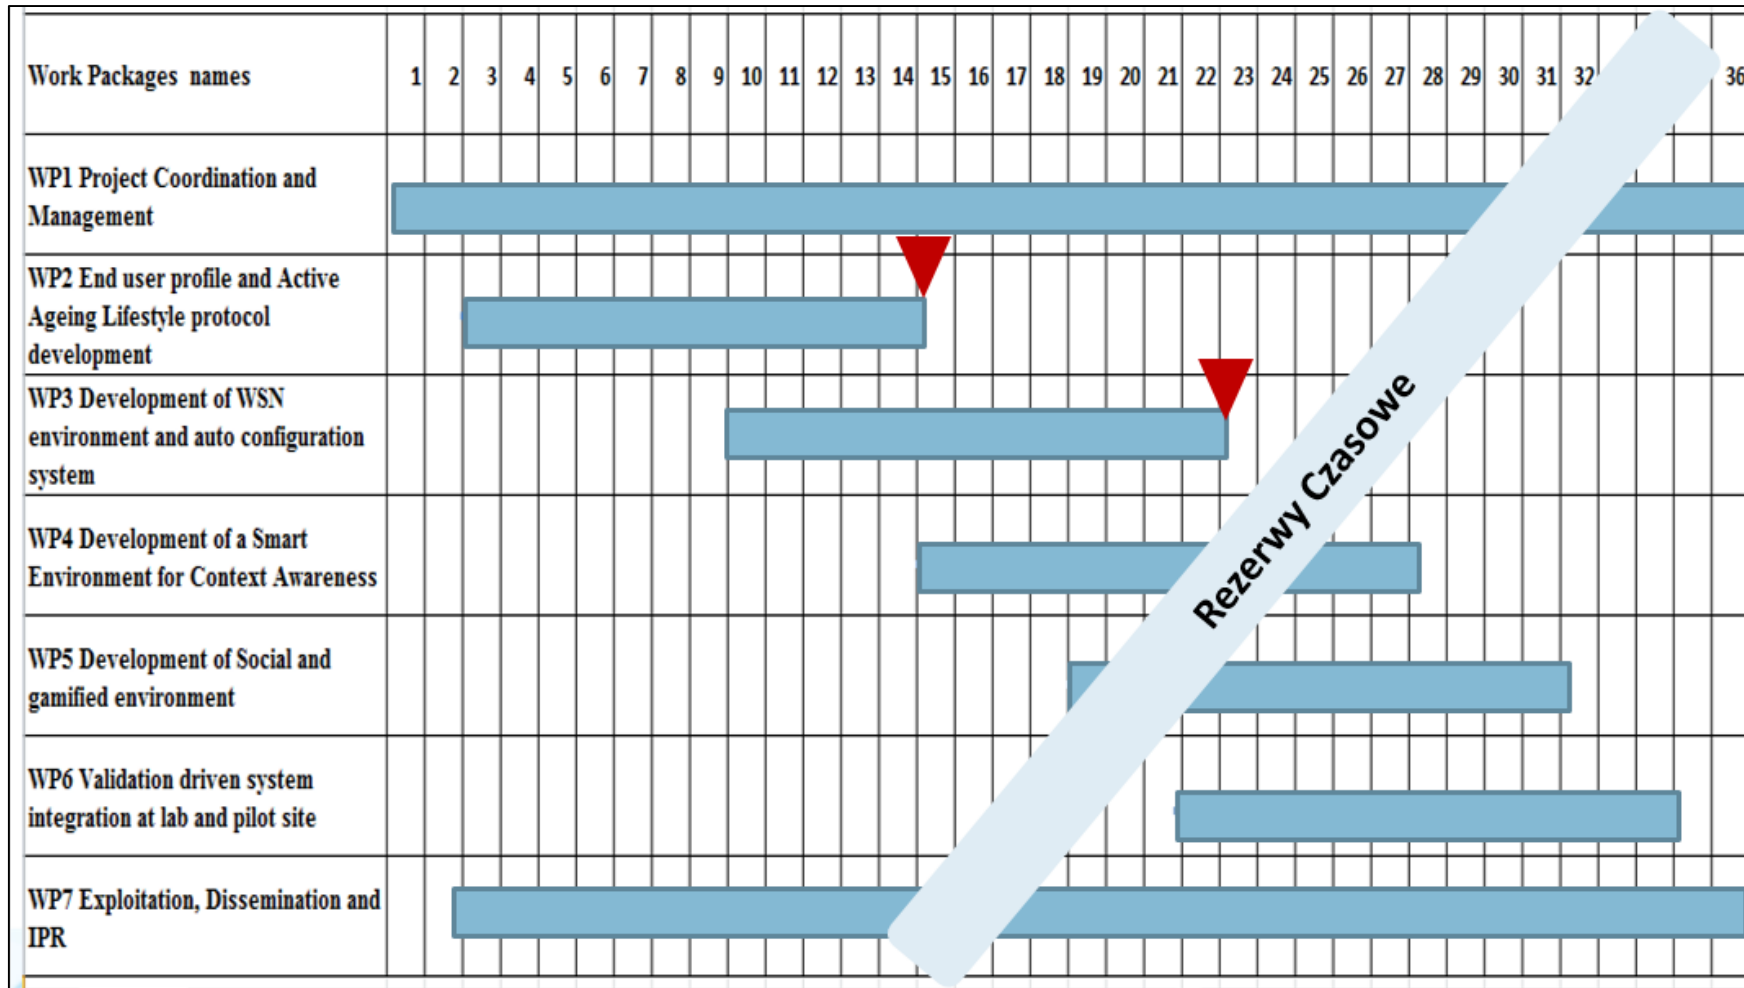 Work Packages names 1 2 3 4 5 6 7 8 9 10 11 12 13 14 15 16 17 18 19 20 21 22 23 24 25 26 27 28 29 30 31 32 36
WP1 Project Coordination and
Management
WP2 End user profile and Active
Ageing Lifestyle protocol
development
WP3 Development of WSN
environment and auto configuration
system
WP4 Development of a Smart
Environment for Context Awareness
WP5 Development of Social and
gamified environment
WP6 Validation driven system
integration at lab and pilot site
WP7 Exploitation, Dissemination and
IPR
Rezerwy Czasowe